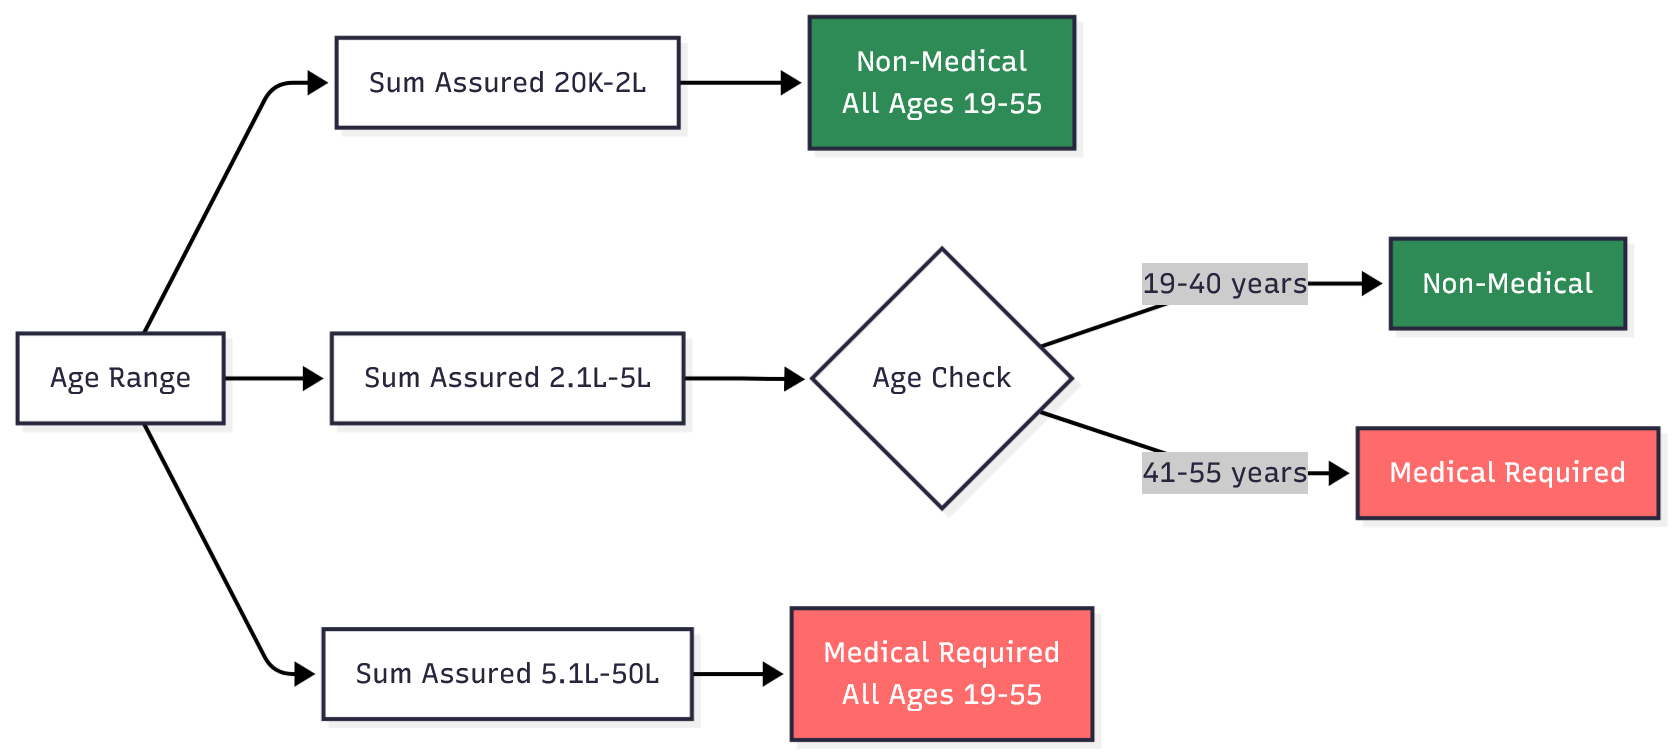 Sum Assured 20K-2L
Non-Medical
All Ages 19-55
19-40 years
Non-Medical
Age Range
Sum Assured 2.1L-5L
Age Check
41-55 years
Medical Required
Sum Assured 5.1L-50L
Medical Required
All Ages 19-55